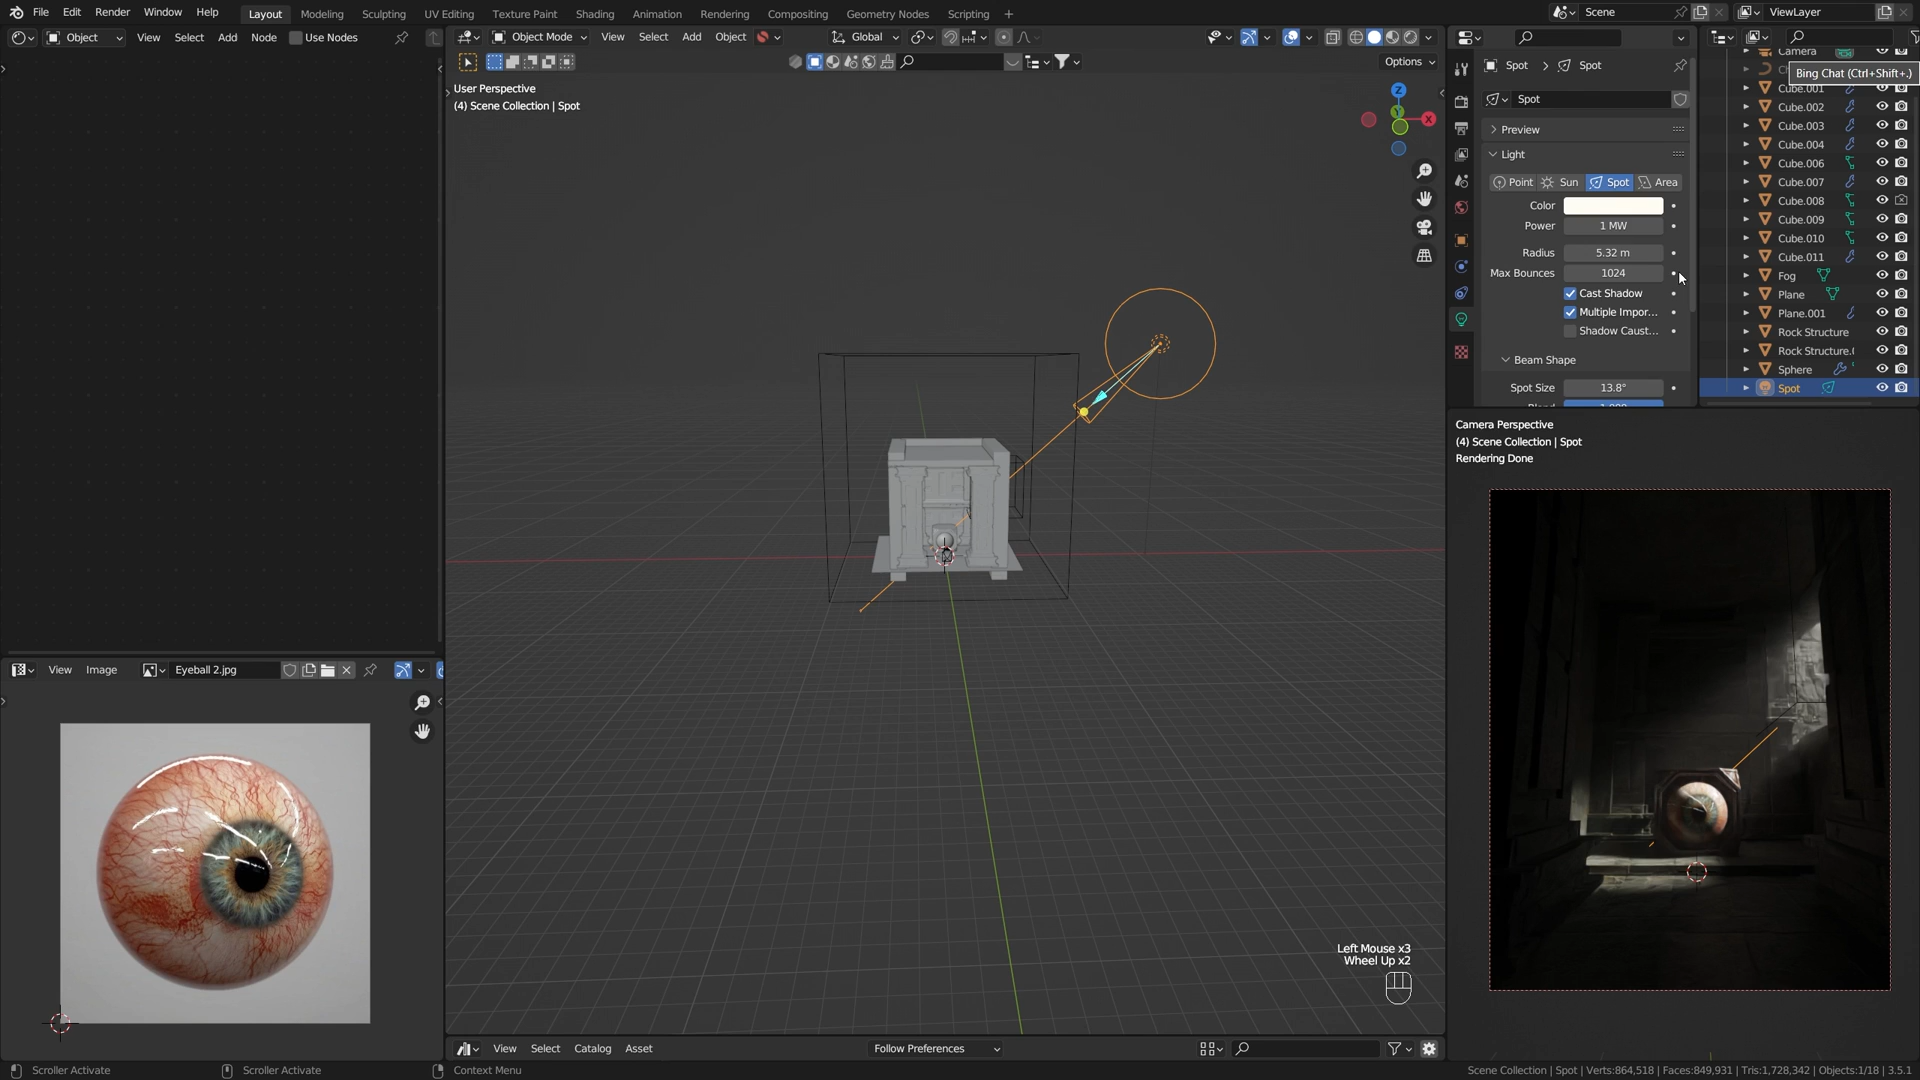 File Edit Render Window Help Layout Modeling Sculpting UV Editing Texture Paint Shading Animation Rendering Compositing Geometry Nodes Scripting + Scene ViewLayer
Object View Select Add Node Use Nodes
Object Mode View Select Add Object Global
Options
User Perspective
(4) Scene Collection | Spot
Z
Y
X
Left Mouse x3
Wheel Up x2
Spot > Spot
Spot
Preview
Light
Point Sun Spot Area
Color
Power 1 MW
Radius 5.32 m
Max Bounces 1024
Cast Shadow
Multiple Impor...
Shadow Caust...
Beam Shape
Spot Size 13.8°
Camera
Bing Chat (Ctrl+Shift+.)
Cube.001
Cube.002
Cube.003
Cube.004
Cube.006
Cube.007
Cube.008
Cube.009
Cube.010
Cube.011
Fog
Plane
Plane.001
Rock Structure
Rock Structure.
Sphere
Spot
Camera Perspective
(4) Scene Collection | Spot
Rendering Done
View Image Eyeball 2.jpg
View Select Catalog Asset Follow Preferences
Scroller Activate Scroller Activate Context Menu
Scene Collection | Spot | Verts:864,518 | Faces:849,931 | Tris:1,728,342 | Objects:1/18 | 3.5.1